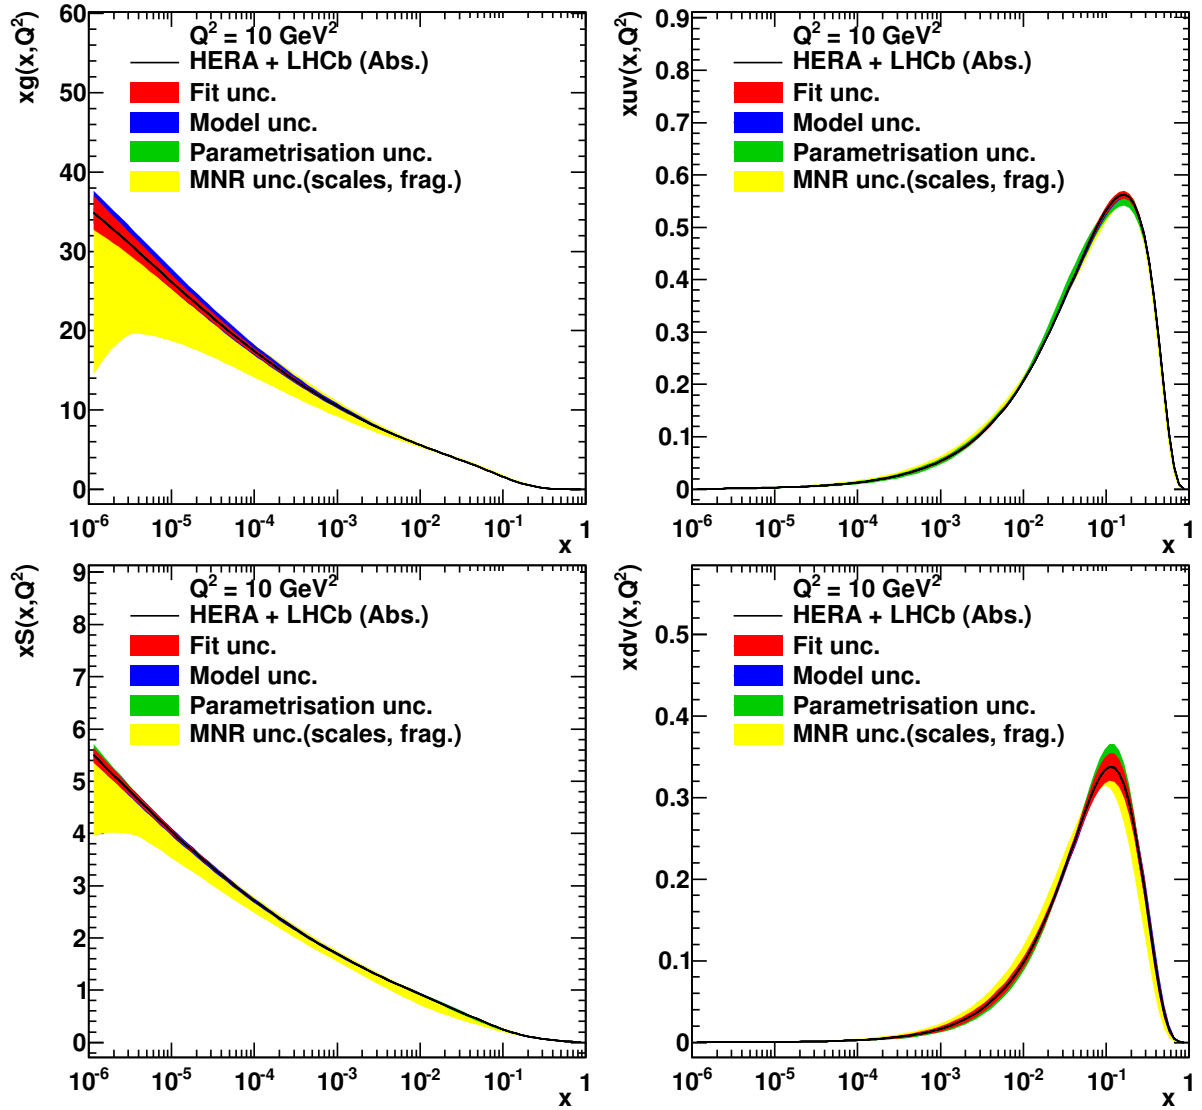 xg(x,Q²)
60
50
40
30
20
10
0
Q² = 10 GeV²
HERA + LHCb (Abs.)
Fit unc.
Model unc.
Parametrisation unc.
MNR unc.(scales, frag.)
10⁻⁶ 10⁻⁵ 10⁻⁴ 10⁻³ 10⁻² 10⁻¹ 1
x
xuv(x,Q²)
0.9
0.8
0.7
0.6
0.5
0.4
0.3
0.2
0.1
0
Q² = 10 GeV²
HERA + LHCb (Abs.)
Fit unc.
Model unc.
Parametrisation unc.
MNR unc.(scales, frag.)
10⁻⁶ 10⁻⁵ 10⁻⁴ 10⁻³ 10⁻² 10⁻¹ 1
x
xS(x,Q²)
9
8
7
6
5
4
3
2
1
0
Q² = 10 GeV²
HERA + LHCb (Abs.)
Fit unc.
Model unc.
Parametrisation unc.
MNR unc.(scales, frag.)
10⁻⁶ 10⁻⁵ 10⁻⁴ 10⁻³ 10⁻² 10⁻¹ 1
x
xdv(x,Q²)
0.5
0.4
0.3
0.2
0.1
0
Q² = 10 GeV²
HERA + LHCb (Abs.)
Fit unc.
Model unc.
Parametrisation unc.
MNR unc.(scales, frag.)
10⁻⁶ 10⁻⁵ 10⁻⁴ 10⁻³ 10⁻² 10⁻¹ 1
x